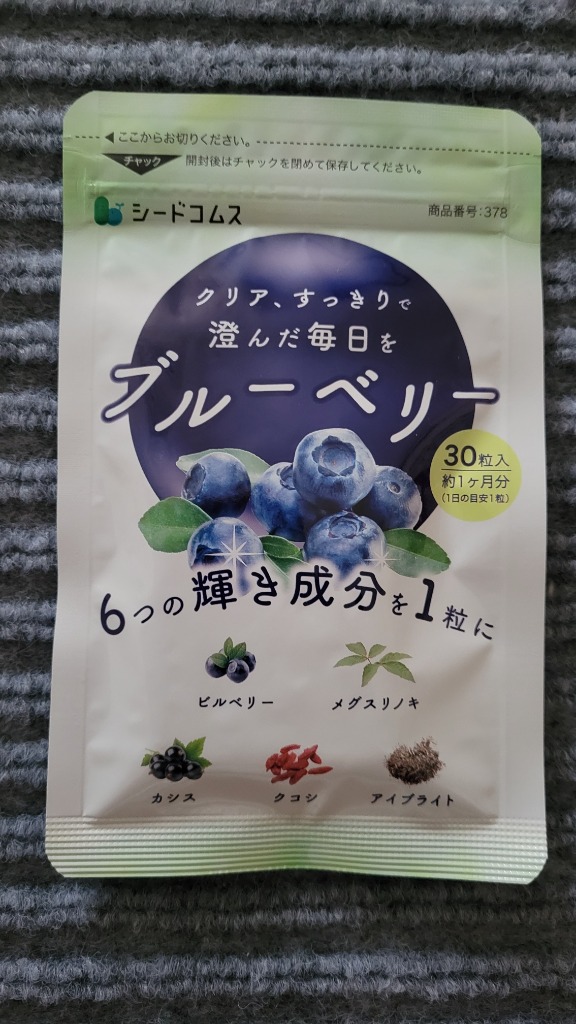 ここからお切りください。
チャック 開封後はチャックを閉めて保存してください。
シードコムス
商品番号:378
クリア、すっきりで
澄んだ毎日を
ブルーベリー
30粒入
約1ヶ月分
(1日の目安1粒)
6つの輝き成分を1粒に
ビルベリー
メグスリノキ
カシス
クコシ
アイブライト